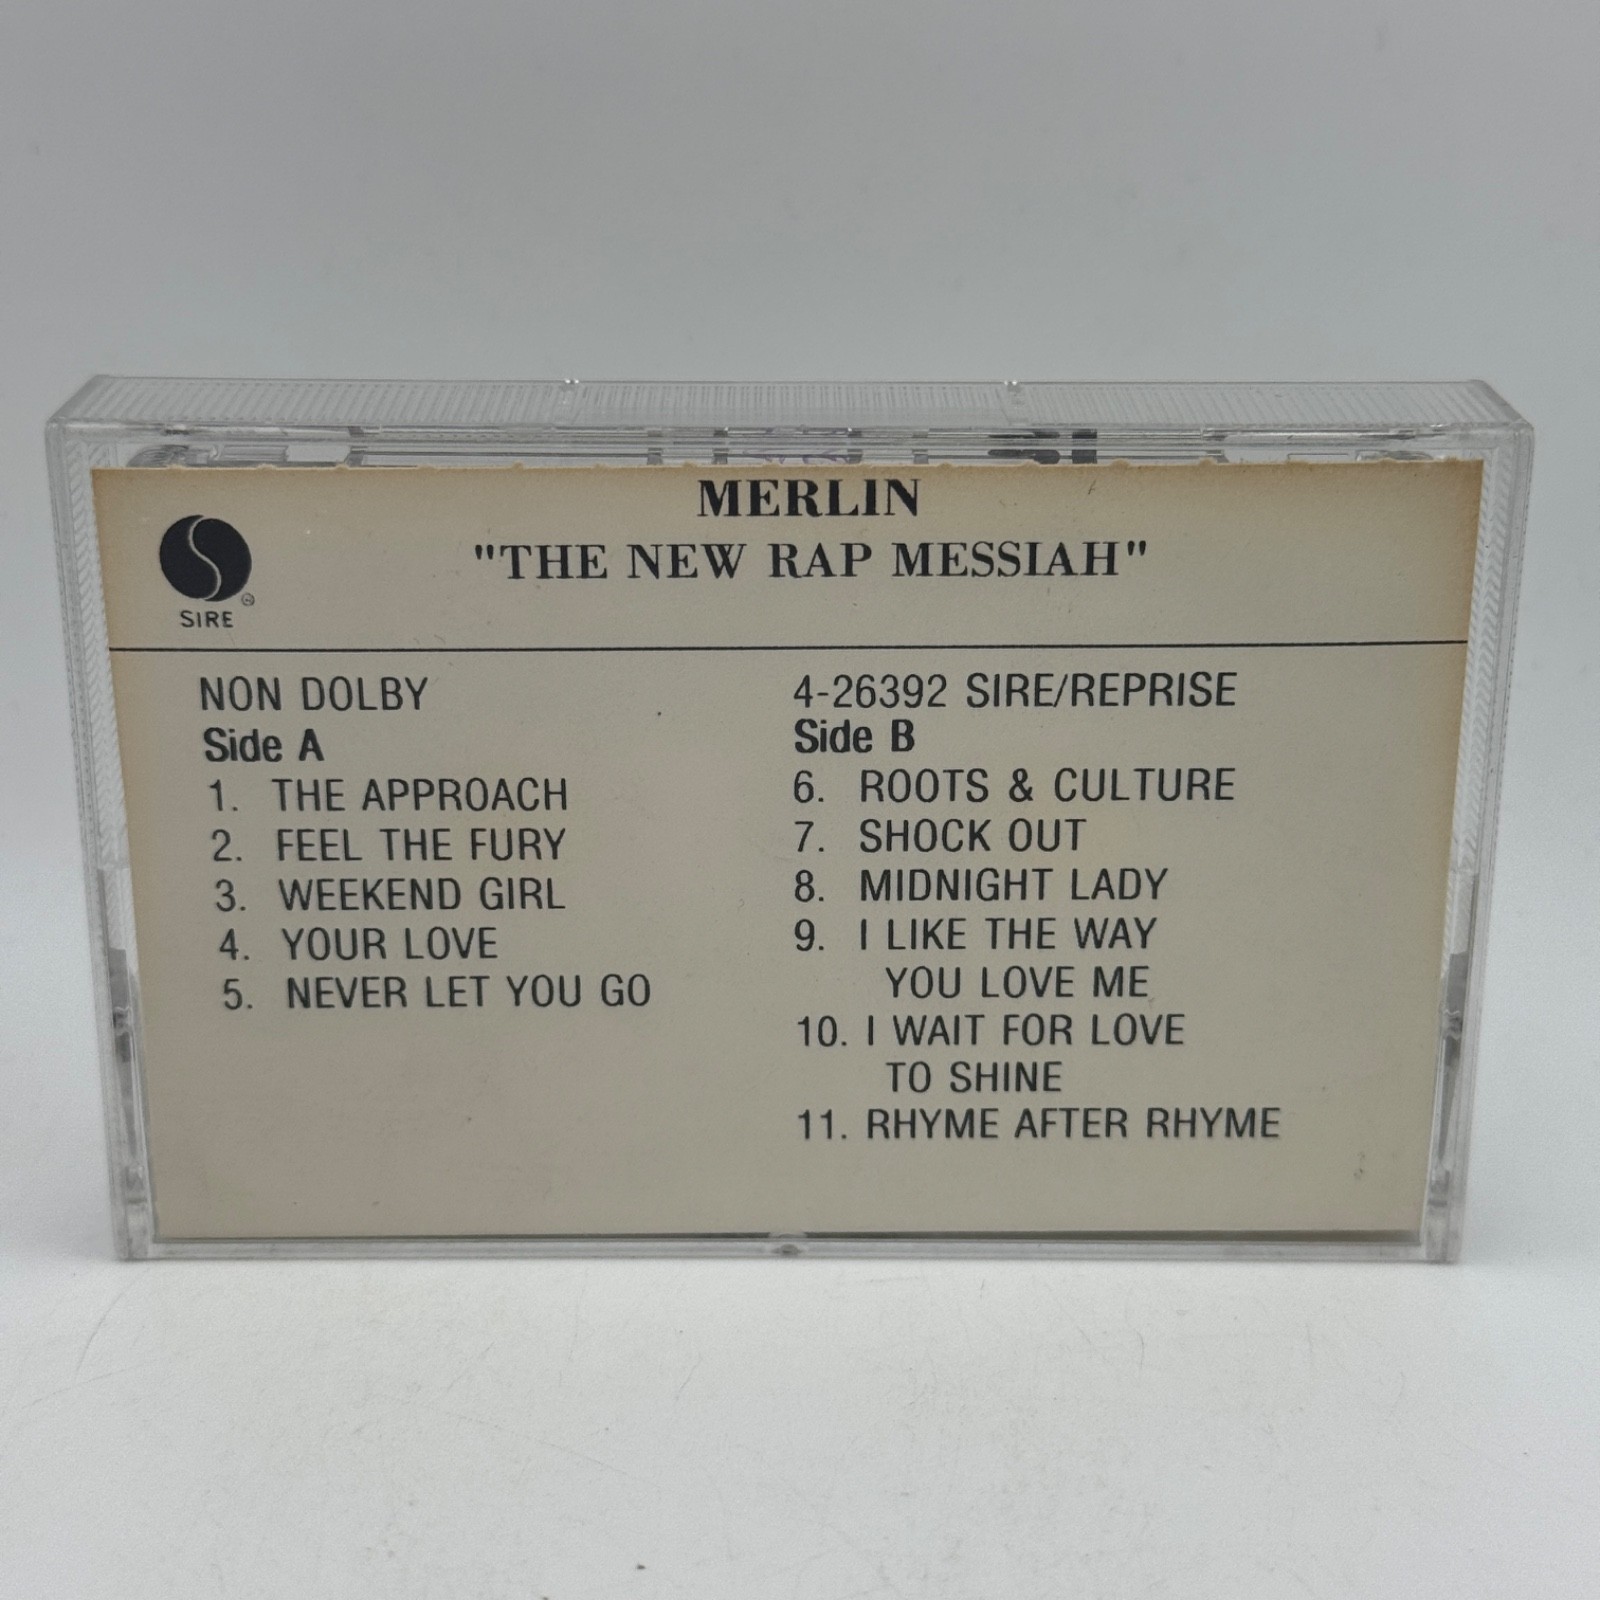 MERLIN
"THE NEW RAP MESSIAH"
SIRE
NON DOLBY
Side A
1. THE APPROACH
2. FEEL THE FURY
3. WEEKEND GIRL
4. YOUR LOVE
5. NEVER LET YOU GO
4-26392 SIRE/REPRISE
Side B
6. ROOTS & CULTURE
7. SHOCK OUT
8. MIDNIGHT LADY
9. I LIKE THE WAY
YOU LOVE ME
10. I WAIT FOR LOVE
TO SHINE
11. RHYME AFTER RHYME